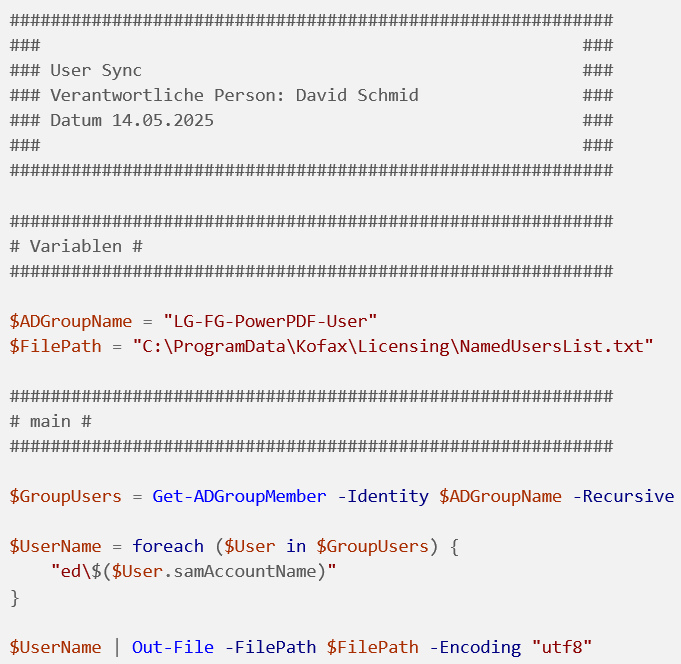 ###########################################################
###                                                     ###
### User Sync                                           ###
### Verantwortliche Person: David Schmid                ###
### Datum 14.05.2025                                    ###
###                                                     ###
###########################################################
###########################################################
# Variablen #
###########################################################
$ADGroupName = "LG-FG-PowerPDF-User"
$FilePath = "C:\ProgramData\Kofax\Licensing\NamedUsersList.txt"
###########################################################
# main #
###########################################################
$GroupUsers = Get-ADGroupMember -Identity $ADGroupName -Recursive
$UserName = foreach ($User in $GroupUsers) {
    "ed\$($User.samAccountName)"
}
$UserName | Out-File -FilePath $FilePath -Encoding "utf8"